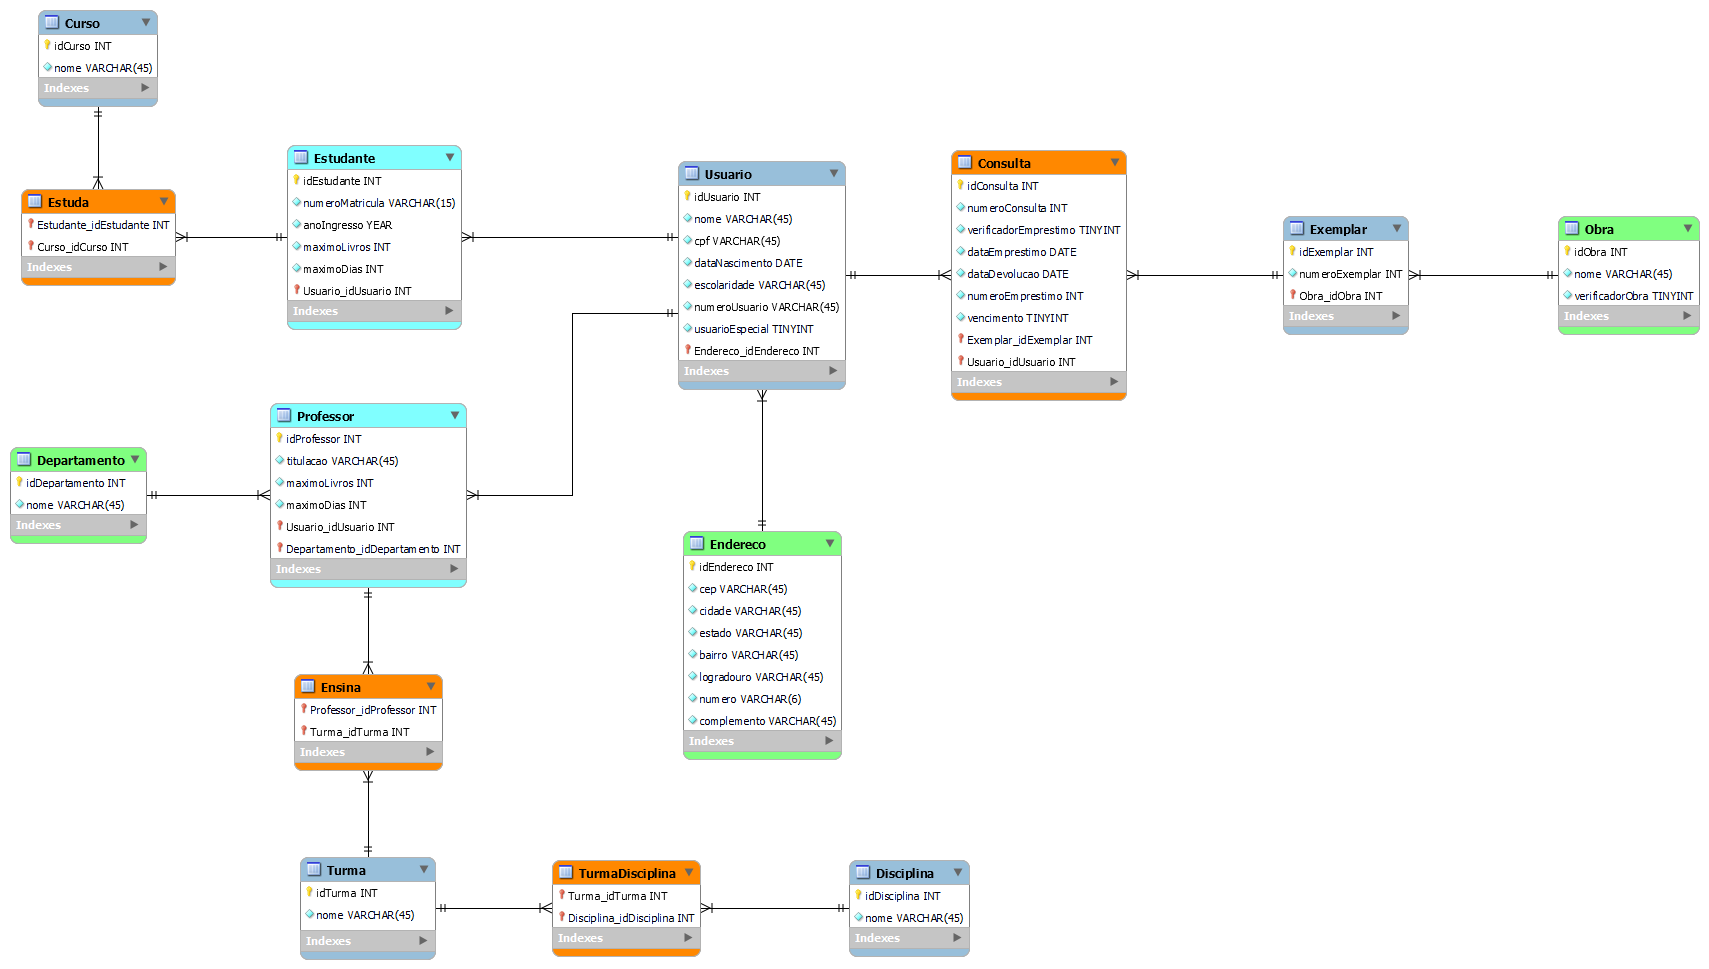 Curso
idCurso INT
nome VARCHAR(45)
Indexes
Estuda
Estudante_idEstudante INT
Curso_idCurso INT
Indexes
Estudante
idEstudante INT
numeroMatricula VARCHAR(15)
anoIngresso YEAR
maximoLivros INT
maximoDias INT
Usuario_idUsuario INT
Indexes
Usuario
idUsuario INT
nome VARCHAR(45)
cpf VARCHAR(45)
dataNascimento DATE
escolaridade VARCHAR(45)
numeroUsuario VARCHAR(45)
usuarioEspecial TINYINT
Endereco_idEndereco INT
Indexes
Consulta
idConsulta INT
numeroConsulta INT
verificadorEmprestimo TINYINT
dataEmprestimo DATE
dataDevolucao DATE
numeroEmprestimo INT
vencimento TINYINT
Exemplar_idExemplar INT
Usuario_idUsuario INT
Indexes
Exemplar
idExemplar INT
numeroExemplar INT
Obra_idObra INT
Indexes
Obra
idObra INT
nome VARCHAR(45)
verificadorObra TINYINT
Indexes
Departamento
idDepartamento INT
nome VARCHAR(45)
Indexes
Professor
idProfessor INT
titulacao VARCHAR(45)
maximoLivros INT
maximoDias INT
Usuario_idUsuario INT
Departamento_idDepartamento INT
Indexes
Endereco
idEndereco INT
cep VARCHAR(45)
cidade VARCHAR(45)
estado VARCHAR(45)
bairro VARCHAR(45)
logradouro VARCHAR(45)
numero VARCHAR(6)
complemento VARCHAR(45)
Indexes
Ensina
Professor_idProfessor INT
Turma_idTurma INT
Indexes
Turma
idTurma INT
nome VARCHAR(45)
Indexes
TurmaDisciplina
Turma_idTurma INT
Disciplina_idDisciplina INT
Indexes
Disciplina
idDisciplina INT
nome VARCHAR(45)
Indexes